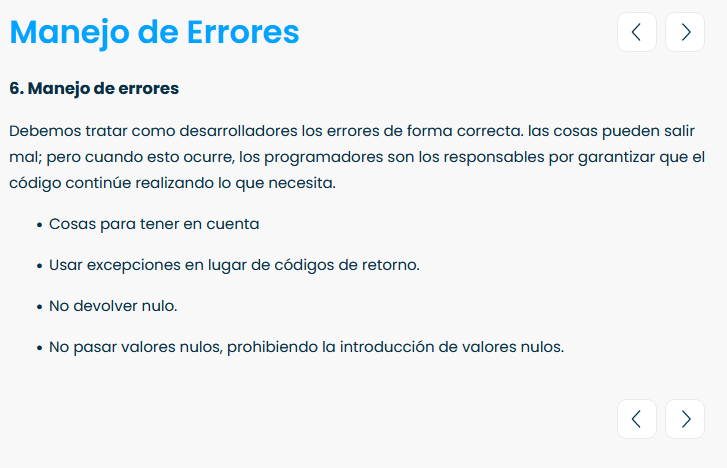 Manejo de Errores
6. Manejo de errores
Debemos tratar como desarrolladores los errores de forma correcta. las cosas pueden salir
mal; pero cuando esto ocurre, los programadores son los responsables por garantizar que el
código continúe realizando lo que necesita.
• Cosas para tener en cuenta
• Usar excepciones en lugar de códigos de retorno.
• No devolver nulo.
• No pasar valores nulos, prohibiendo la introducción de valores nulos.